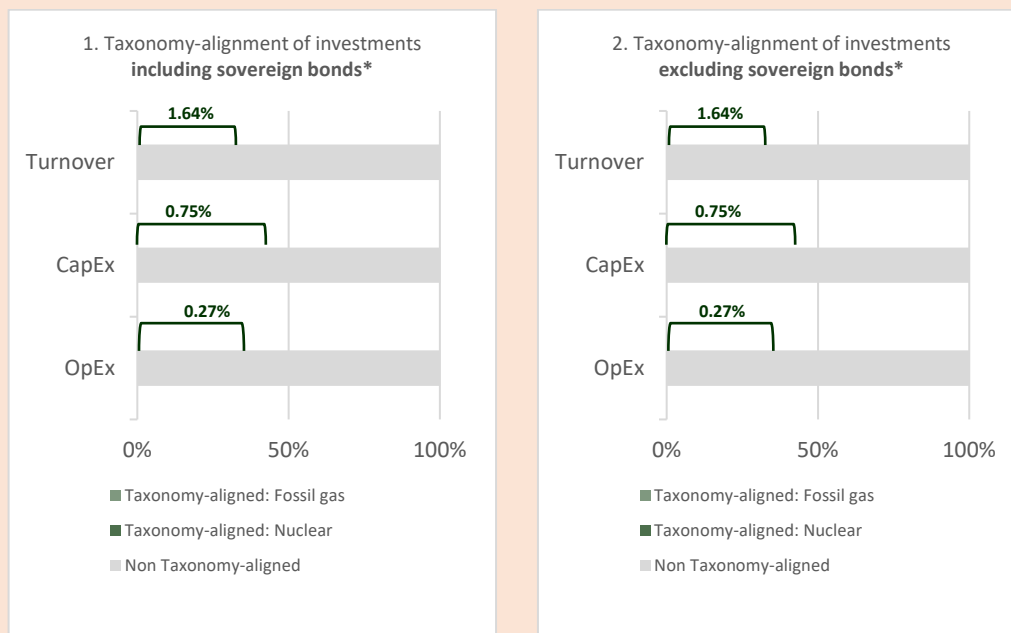 1. Taxonomy-alignment of investments
including sovereign bonds*
1.64%
Turnover
0.75%
CapEx
0.27%
OpEx
0%
50%
100%
Taxonomy-aligned: Fossil gas
Taxonomy-aligned: Nuclear
Non Taxonomy-aligned
2. Taxonomy-alignment of investments
excluding sovereign bonds*
1.64%
Turnover
0.75%
CapEx
0.27%
OpEx
0%
50%
100%
Taxonomy-aligned: Fossil gas
Taxonomy-aligned: Nuclear
Non Taxonomy-aligned